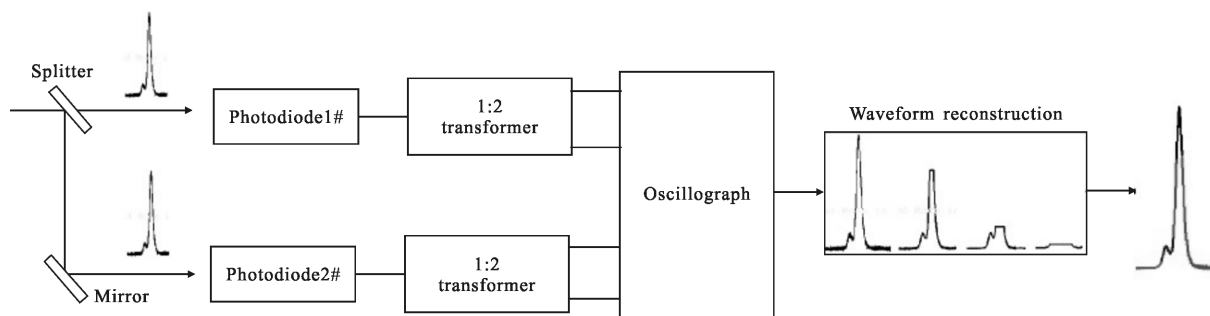 Splitter
Photodiode1#
1:2
transformer
Waveform reconstruction
Oscillograph
Mirror
Photodiode2#
1:2
transformer